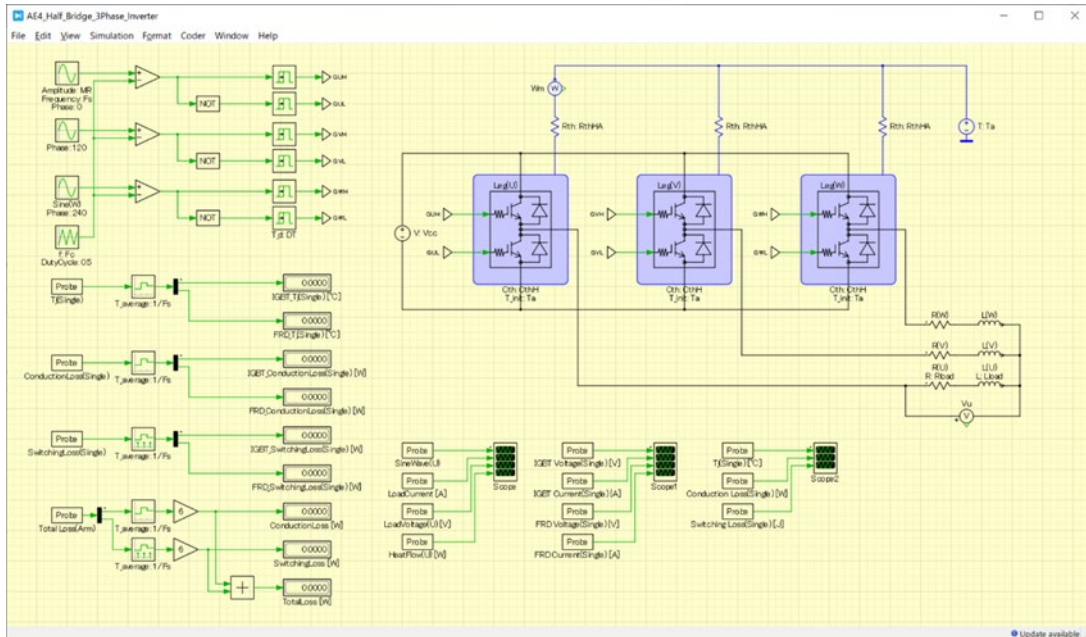 AE4_Half_Bridge_3Phase_Inverter
File Edit View Simulation Format Coder Window Help
Amplitude: MR
Frequency: Fs
Phase: 0
GUH
NOT
GUL
Phase: 120
GVH
NOT
GVL
Sine(W)
Phase: 240
GWH
NOT
GWL
T_d: DT
f: Fc
DutyCycle: 0.5
Probe
Tj(Single)
T_average: 1/Fs
0.0000
IGBT_Tj(Single) [°C]
0.0000
FRD_Tj(Single) [°C]
Probe
ConductionLoss(Single)
T_average: 1/Fs
0.0000
IGBT_ConductionLoss(Single) [W]
0.0000
FRD_ConductionLoss(Single) [W]
Probe
SwitchingLoss(Single)
T_average: 1/Fs
0.0000
IGBT_SwitchingLoss(Single) [W]
0.0000
FRD_SwitchingLoss(Single) [W]
Probe
Total Loss(Arm)
T_average: 1/Fs
6
0.0000
ConductionLoss [W]
T_average: 1/Fs
6
0.0000
SwitchingLoss [W]
0.0000
TotalLoss [W]
Wm
W
Rth: RthHA
Rth: RthHA
Rth: RthHA
T: Ta
V: Vcc
Leg(U)
GUH
GUL
Cth: CthH
T_init: Ta
Leg(V)
GVH
GVL
Cth: CthH
T_init: Ta
Leg(W)
GWH
GWL
Cth: CthH
T_init: Ta
R(W) L(W)
R(V) L(V)
R(U) L(U)
R: Rload L: Lload
Vu
V
Probe
SineWave(U)
Probe
LoadCurrent [A]
Probe
LoadVoltage(U) [V]
Probe
HeatFlow(U) [W]
Scope
Probe
IGBT Voltage(Single) [V]
Probe
IGBT Current(Single) [A]
Probe
FRD Voltage(Single) [V]
Probe
FRD Current(Single) [A]
Scope1
Probe
Tj(Single) [°C]
Probe
Conduction Loss(Single) [W]
Probe
Switching Loss(Single) [J]
Scope2
Update available